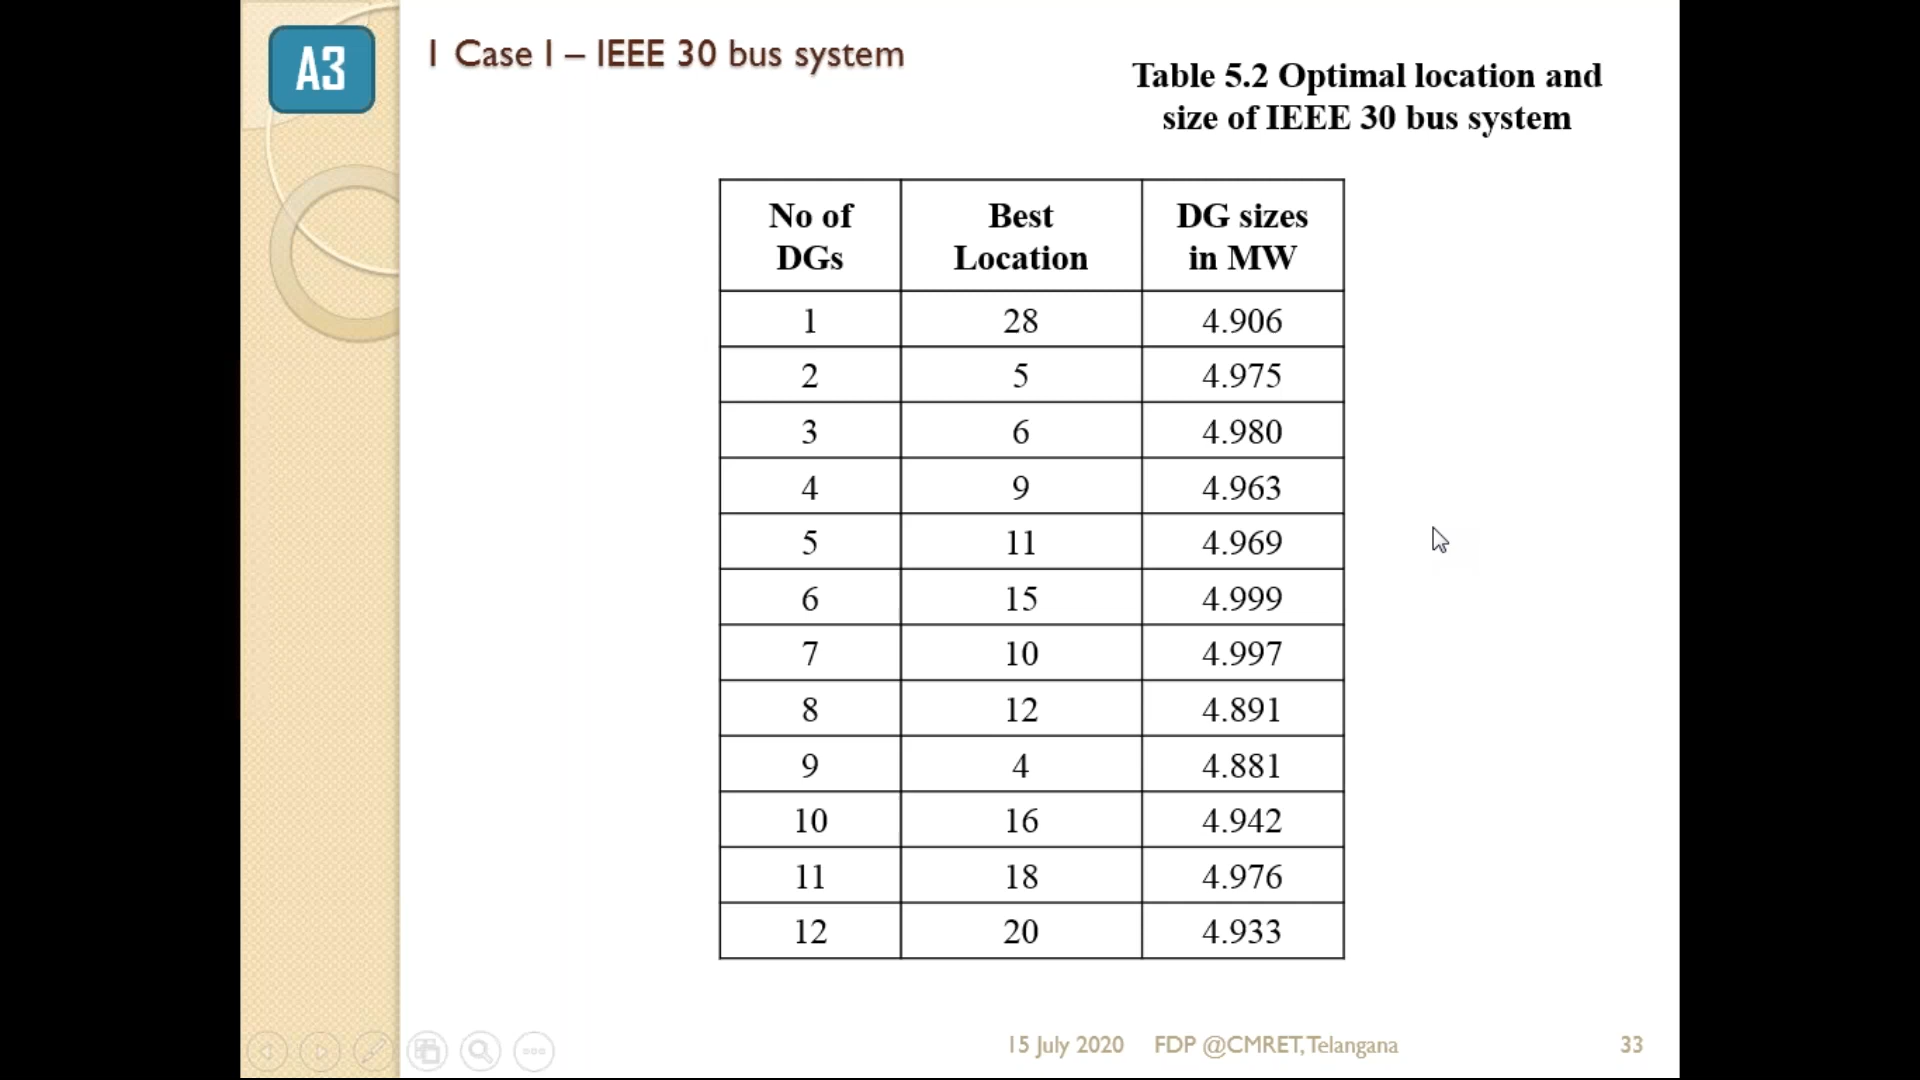 A3
1 Case I – IEEE 30 bus system
Table 5.2 Optimal location and
size of IEEE 30 bus system
No of DGs Best Location DG sizes in MW
1 28 4.906
2 5 4.975
3 6 4.980
4 9 4.963
5 11 4.969
6 15 4.999
7 10 4.997
8 12 4.891
9 4 4.881
10 16 4.942
11 18 4.976
12 20 4.933
15 July 2020 FDP @CMRET,Telangana 33